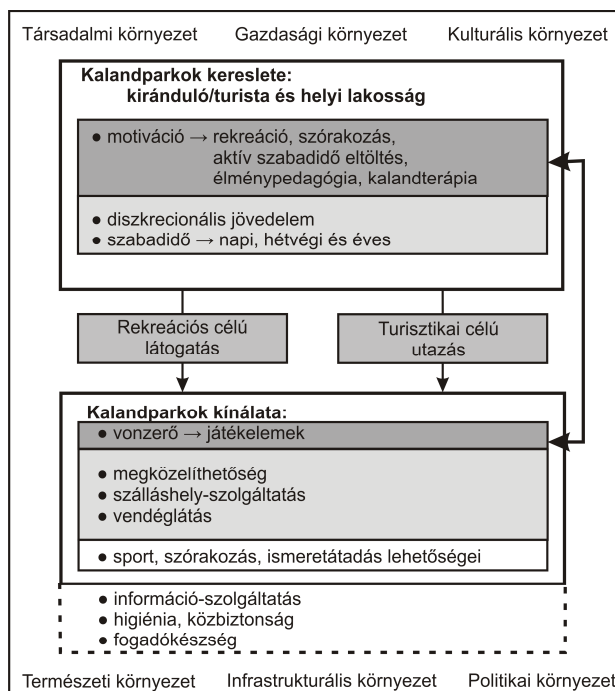 Társadalmi környezet Gazdasági környezet Kulturális környezet
Kalandparkok kereslete:
kiránduló/turista és helyi lakosság
● motiváció → rekreáció, szórakozás,
aktív szabadidő eltöltés,
élménypedagógia, kalandterápia
● diszkrecionális jövedelem
● szabadidő → napi, hétvégi és éves
Rekreációs célú
látogatás
Turisztikai célú
utazás
Kalandparkok kínálata:
● vonzerő → játékelemek
● megközelíthetőség
● szálláshely-szolgáltatás
● vendéglátás
● sport, szórakozás, ismeretátadás lehetőségei
● információ-szolgáltatás
● higiénia, közbiztonság
● fogadókészség
Természeti környezet Infrastrukturális környezet Politikai környezet